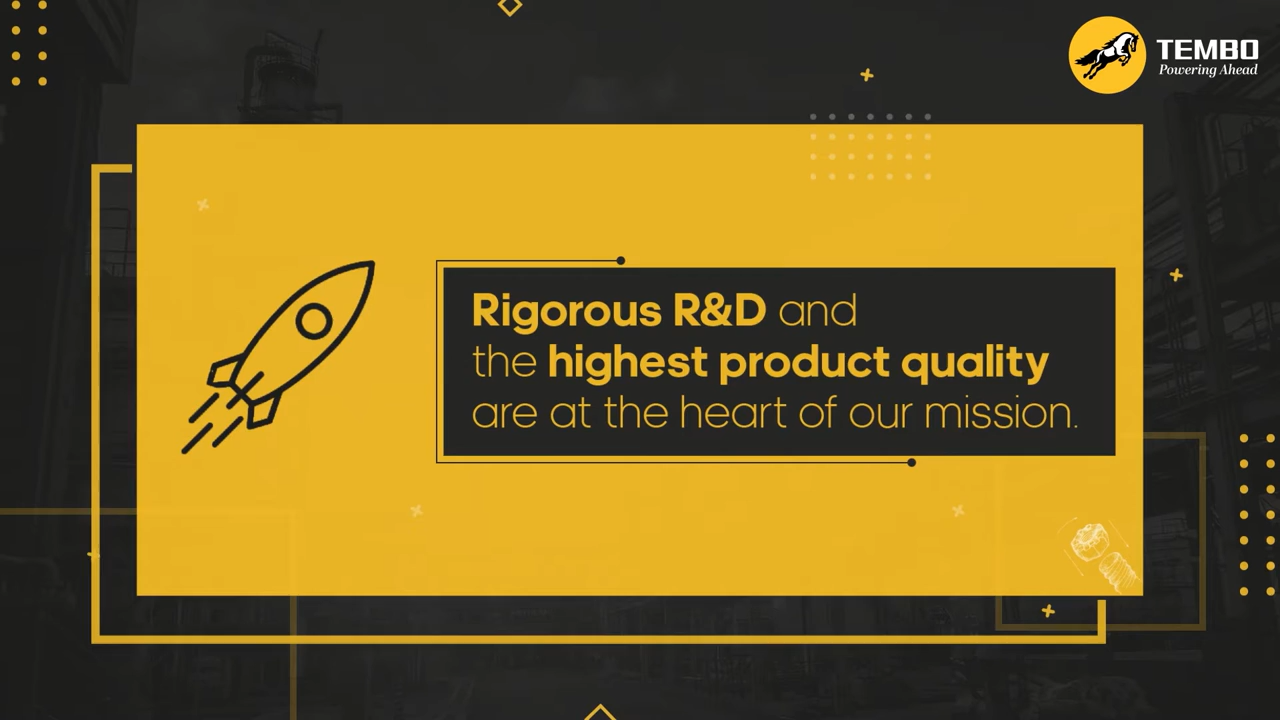 TEMBO
Powering Ahead
Rigorous R&D and
the highest product quality
are at the heart of our mission.